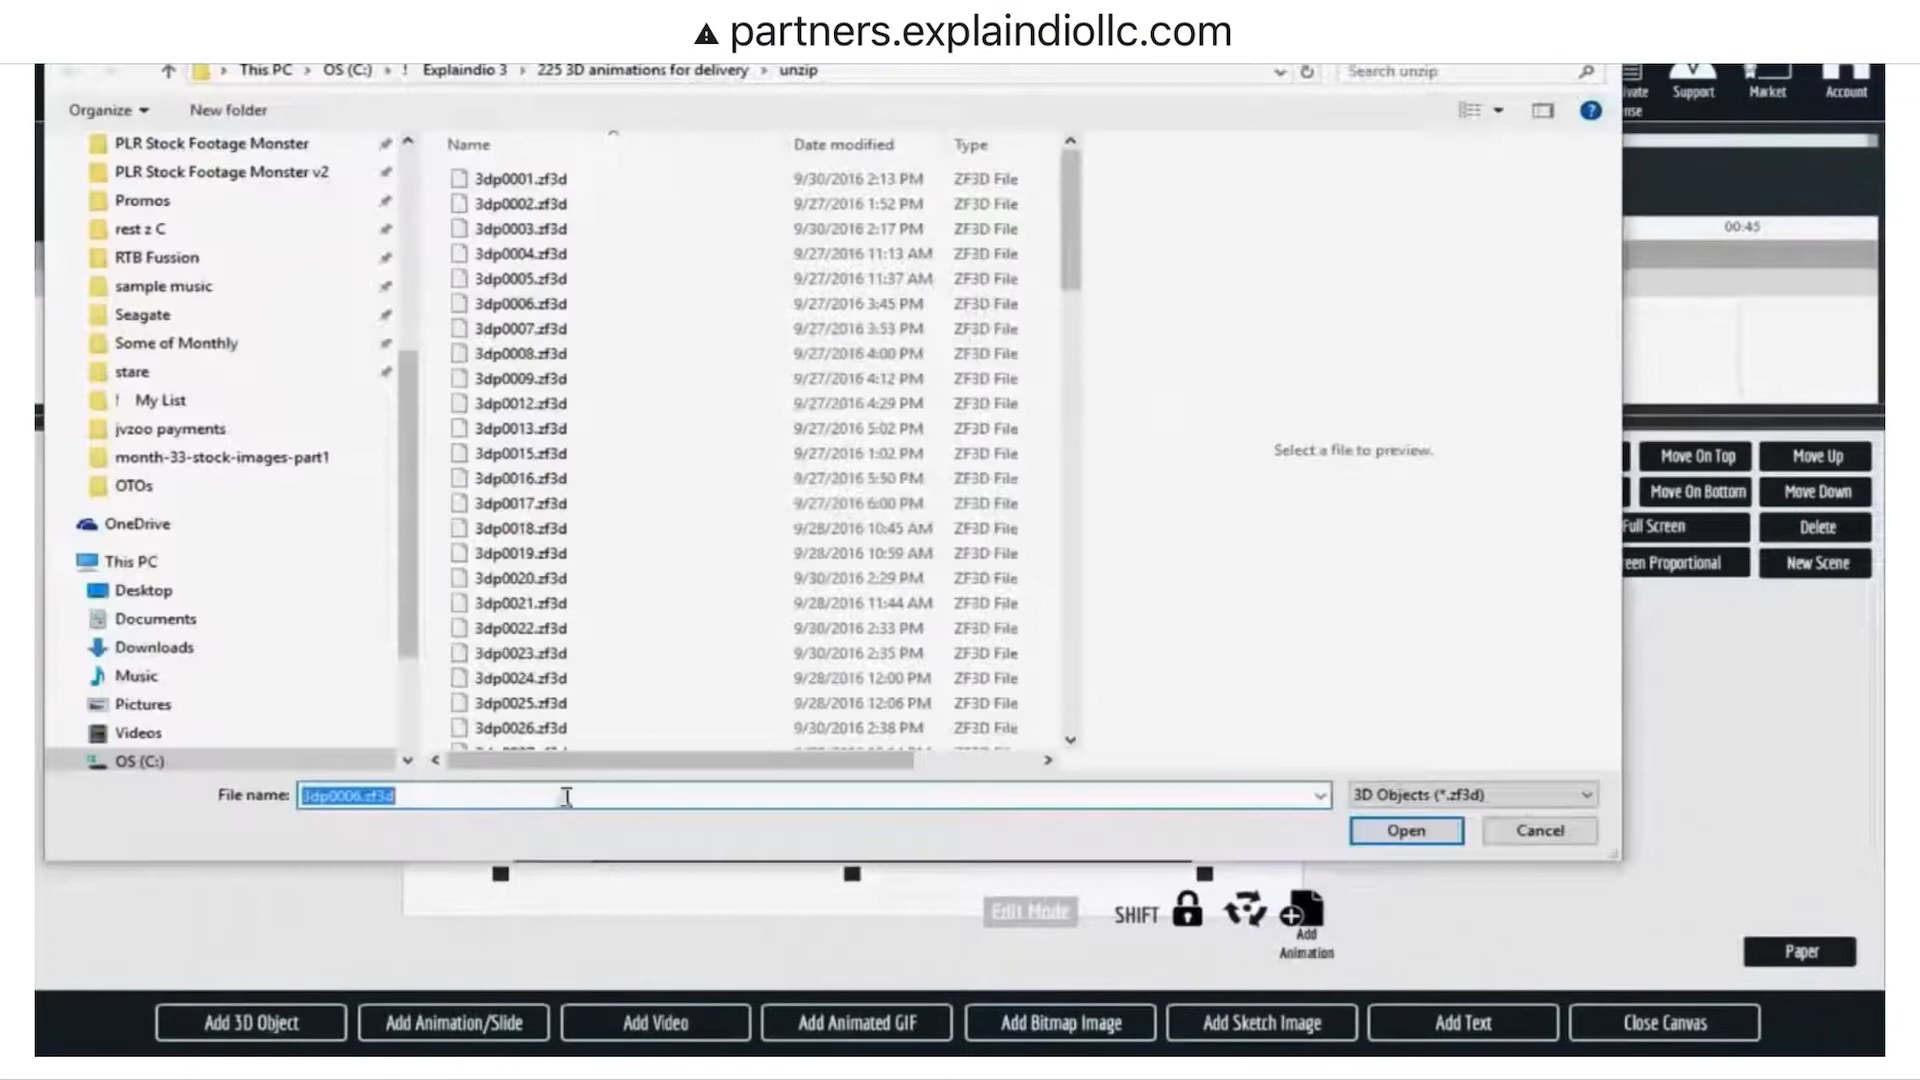 partners.explaindiollc.com
This PC › OS (C:) › ! Explaindio 3 › 225 3D animations for delivery › unzip
Search unzip
Organize
New folder
Support
Market
Account
PLR Stock Footage Monster
PLR Stock Footage Monster v2
Promos
rest z C
RTB Fussion
sample music
Seagate
Some of Monthly
stare
! My List
jvzoo payments
month-33-stock-images-part1
OTOs
OneDrive
This PC
Desktop
Documents
Downloads
Music
Pictures
Videos
OS (C:)
Name Date modified Type
3dp0001.zf3d 9/30/2016 2:13 PM ZF3D File
3dp0002.zf3d 9/27/2016 1:52 PM ZF3D File
3dp0003.zf3d 9/30/2016 2:17 PM ZF3D File
3dp0004.zf3d 9/27/2016 11:13 AM ZF3D File
3dp0005.zf3d 9/27/2016 11:37 AM ZF3D File
3dp0006.zf3d 9/27/2016 3:45 PM ZF3D File
3dp0007.zf3d 9/27/2016 3:53 PM ZF3D File
3dp0008.zf3d 9/27/2016 4:00 PM ZF3D File
3dp0009.zf3d 9/27/2016 4:12 PM ZF3D File
3dp0012.zf3d 9/27/2016 4:29 PM ZF3D File
3dp0013.zf3d 9/27/2016 5:02 PM ZF3D File
3dp0015.zf3d 9/27/2016 1:02 PM ZF3D File
3dp0016.zf3d 9/27/2016 5:50 PM ZF3D File
3dp0017.zf3d 9/27/2016 6:00 PM ZF3D File
3dp0018.zf3d 9/28/2016 10:45 AM ZF3D File
3dp0019.zf3d 9/28/2016 10:59 AM ZF3D File
3dp0020.zf3d 9/30/2016 2:29 PM ZF3D File
3dp0021.zf3d 9/28/2016 11:44 AM ZF3D File
3dp0022.zf3d 9/30/2016 2:33 PM ZF3D File
3dp0023.zf3d 9/30/2016 2:35 PM ZF3D File
3dp0024.zf3d 9/28/2016 12:00 PM ZF3D File
3dp0025.zf3d 9/28/2016 12:06 PM ZF3D File
3dp0026.zf3d 9/30/2016 2:38 PM ZF3D File
Select a file to preview.
00:45
Move On Top
Move Up
Move On Bottom
Move Down
Full Screen
Delete
Proportional
New Scene
File name: 3dp0006.zf3d
3D Objects (*.zf3d)
Open
Cancel
Edit Mode
SHIFT
Add
Animation
Paper
Add 3D Object
Add Animation/Slide
Add Video
Add Animated GIF
Add Bitmap Image
Add Sketch Image
Add Text
Close Canvas